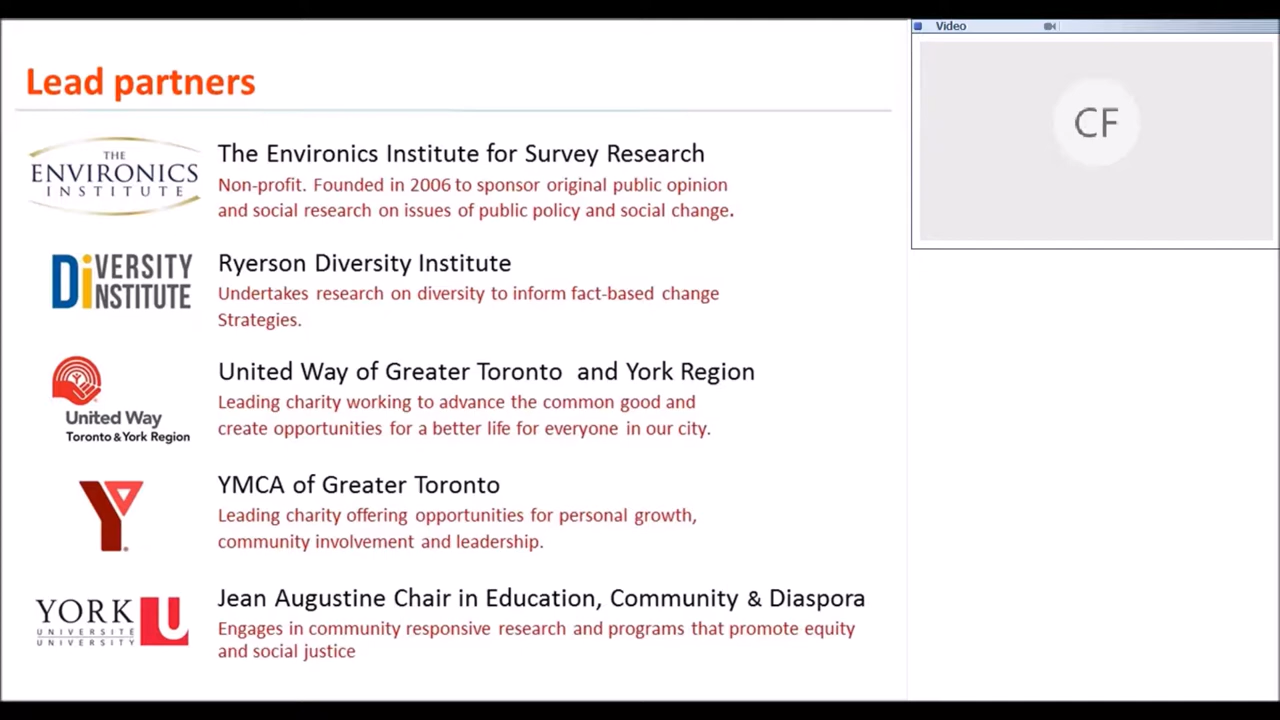 Lead partners
THE
ENVIRONICS
INSTITUTE
The Environics Institute for Survey Research
Non-profit. Founded in 2006 to sponsor original public opinion
and social research on issues of public policy and social change.
DiVERSITY
INSTITUTE
Ryerson Diversity Institute
Undertakes research on diversity to inform fact-based change
Strategies.
United Way
Toronto & York Region
United Way of Greater Toronto and York Region
Leading charity working to advance the common good and
create opportunities for a better life for everyone in our city.
Y
YMCA of Greater Toronto
Leading charity offering opportunities for personal growth,
community involvement and leadership.
YORK U
UNIVERSITÉ
UNIVERSITY
Jean Augustine Chair in Education, Community & Diaspora
Engages in community responsive research and programs that promote equity
and social justice
Video
CF